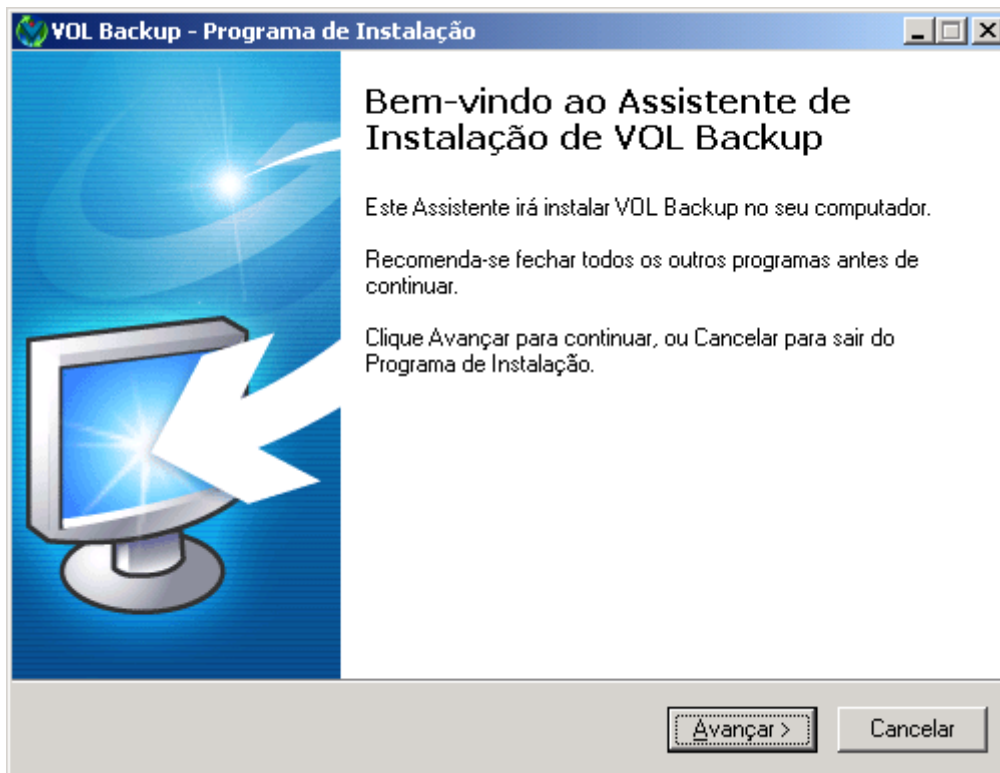 VOL Backup - Programa de Instalação
Bem-vindo ao Assistente de
Instalação de VOL Backup
Este Assistente irá instalar VOL Backup no seu computador.
Recomenda-se fechar todos os outros programas antes de
continuar.
Clique Avançar para continuar, ou Cancelar para sair do
Programa de Instalação.
Avançar >
Cancelar